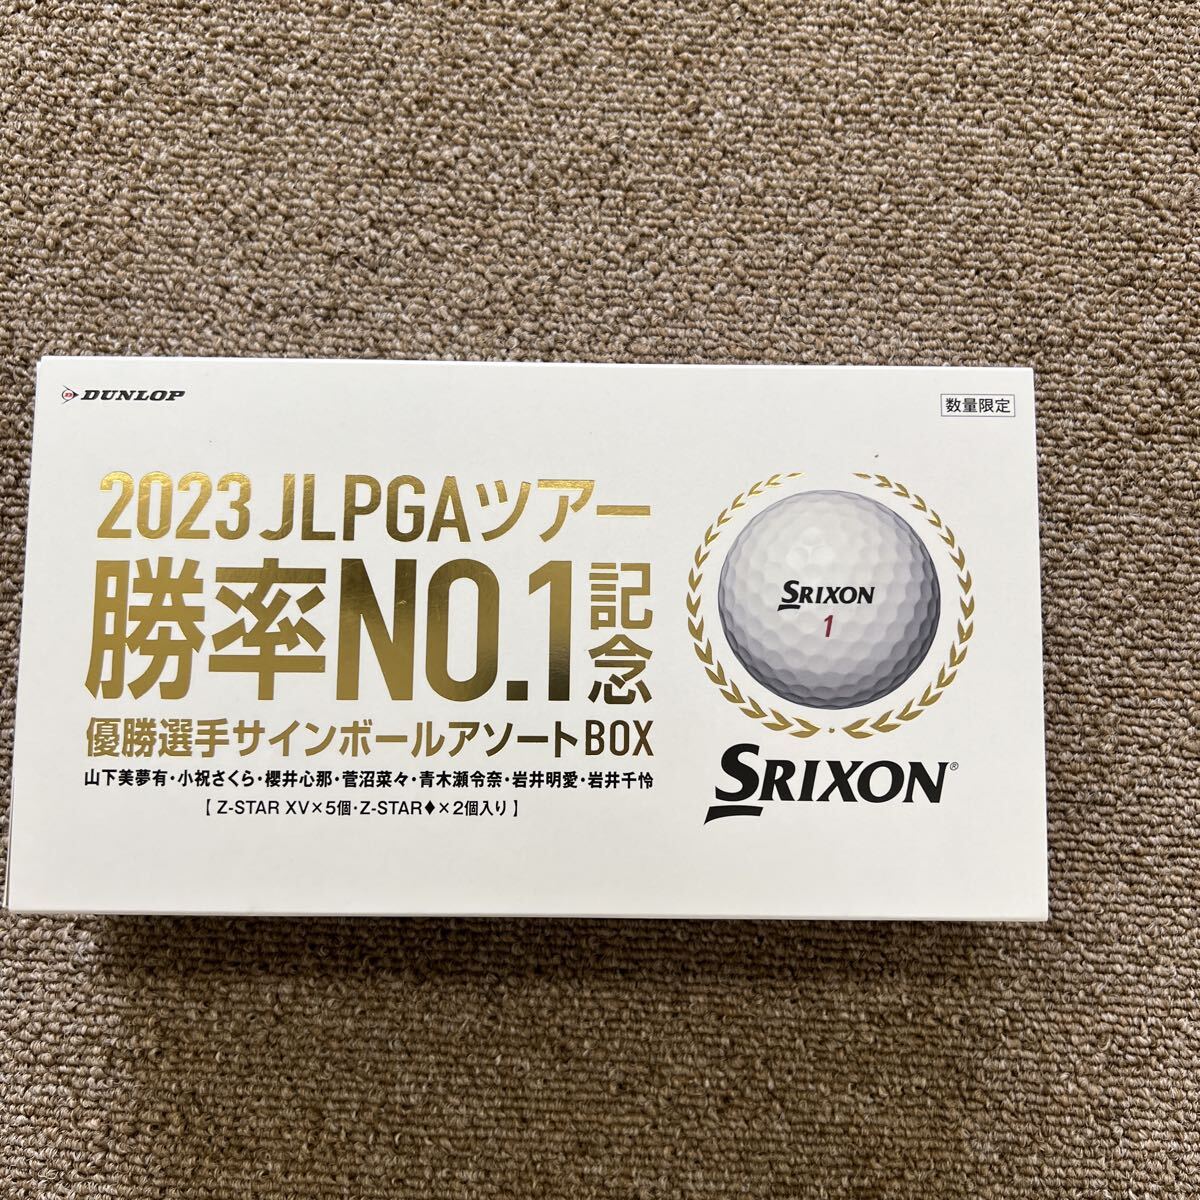 DUNLOP
数量限定
2023 JLPGAツアー
勝率NO.1記念
優勝選手サインボールアソートBOX
山下美夢有・小祝さくら・櫻井心那・菅沼菜々・青木瀬令奈・岩井明愛・岩井千怜
【 Z-STAR XV×5個・Z-STAR♦×2個入り 】
SRIXON
1
SRIXON®